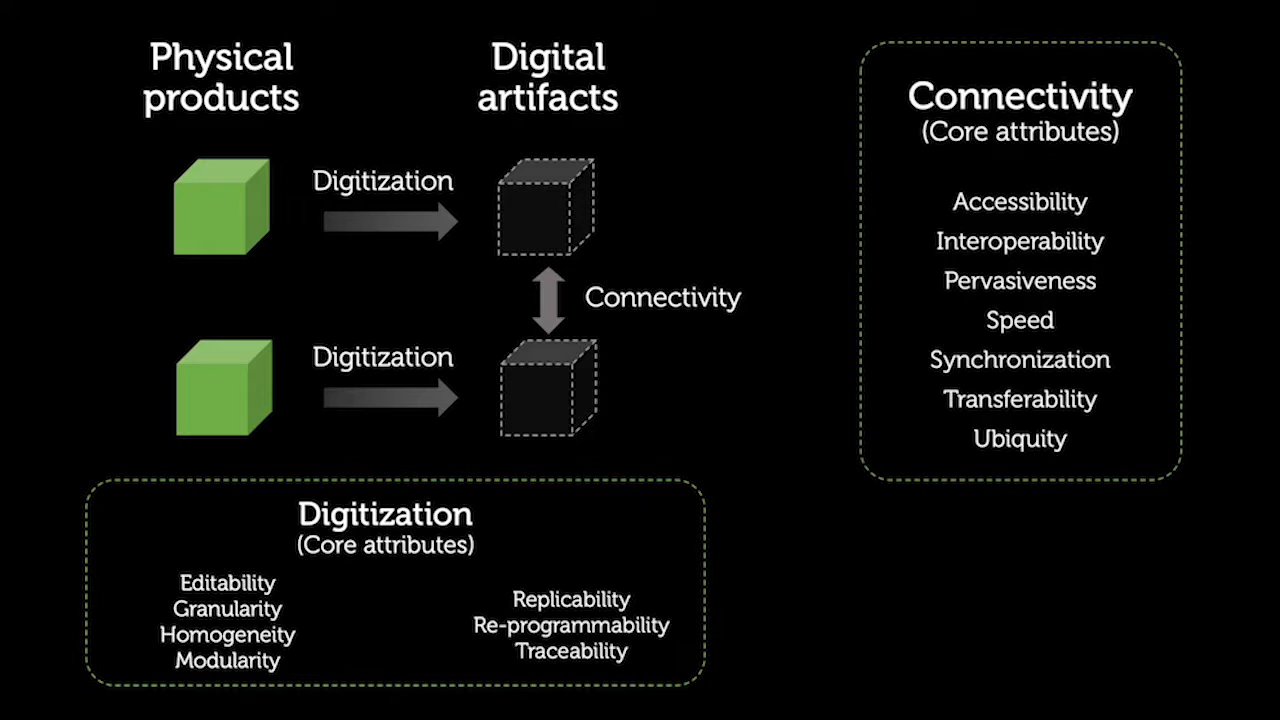 Physical
products
Digital
artifacts
Digitization
Connectivity
Digitization
Digitization
(Core attributes)
Editability
Granularity
Homogeneity
Modularity
Replicability
Re-programmability
Traceability
Connectivity
(Core attributes)
Accessibility
Interoperability
Pervasiveness
Speed
Synchronization
Transferability
Ubiquity